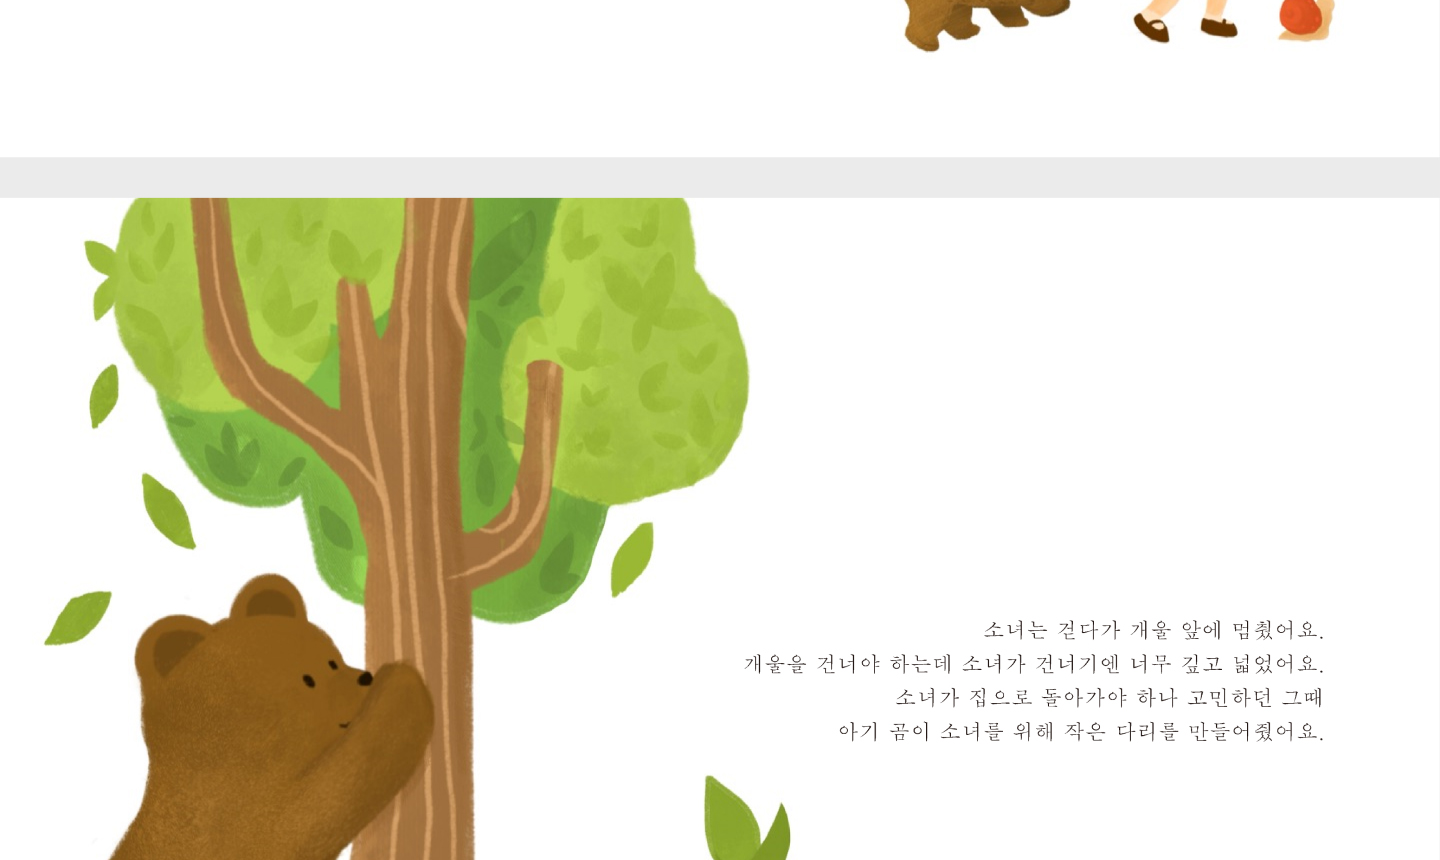 소녀는 걷다가 개울 앞에 멈췄어요.
개울을 건너야 하는데 소녀가 건너기엔 너무 깊고 넓었어요.
소녀가 집으로 돌아가야 하나 고민하던 그때
아기 곰이 소녀를 위해 작은 다리를 만들어줬어요.